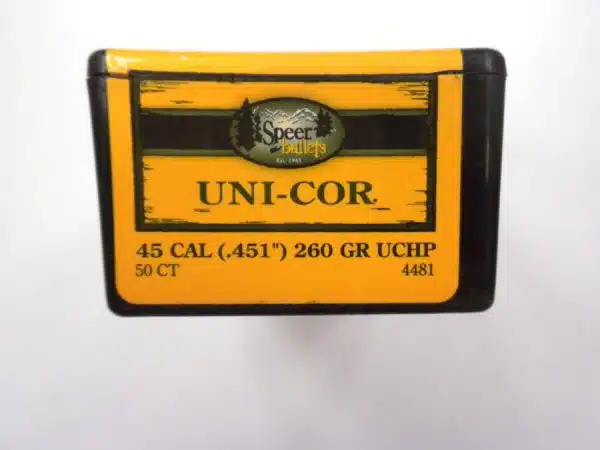 Speer
bullets
Est. 1943
UNI-COR.
45 CAL (.451") 260 GR UCHP
50 CT 4481